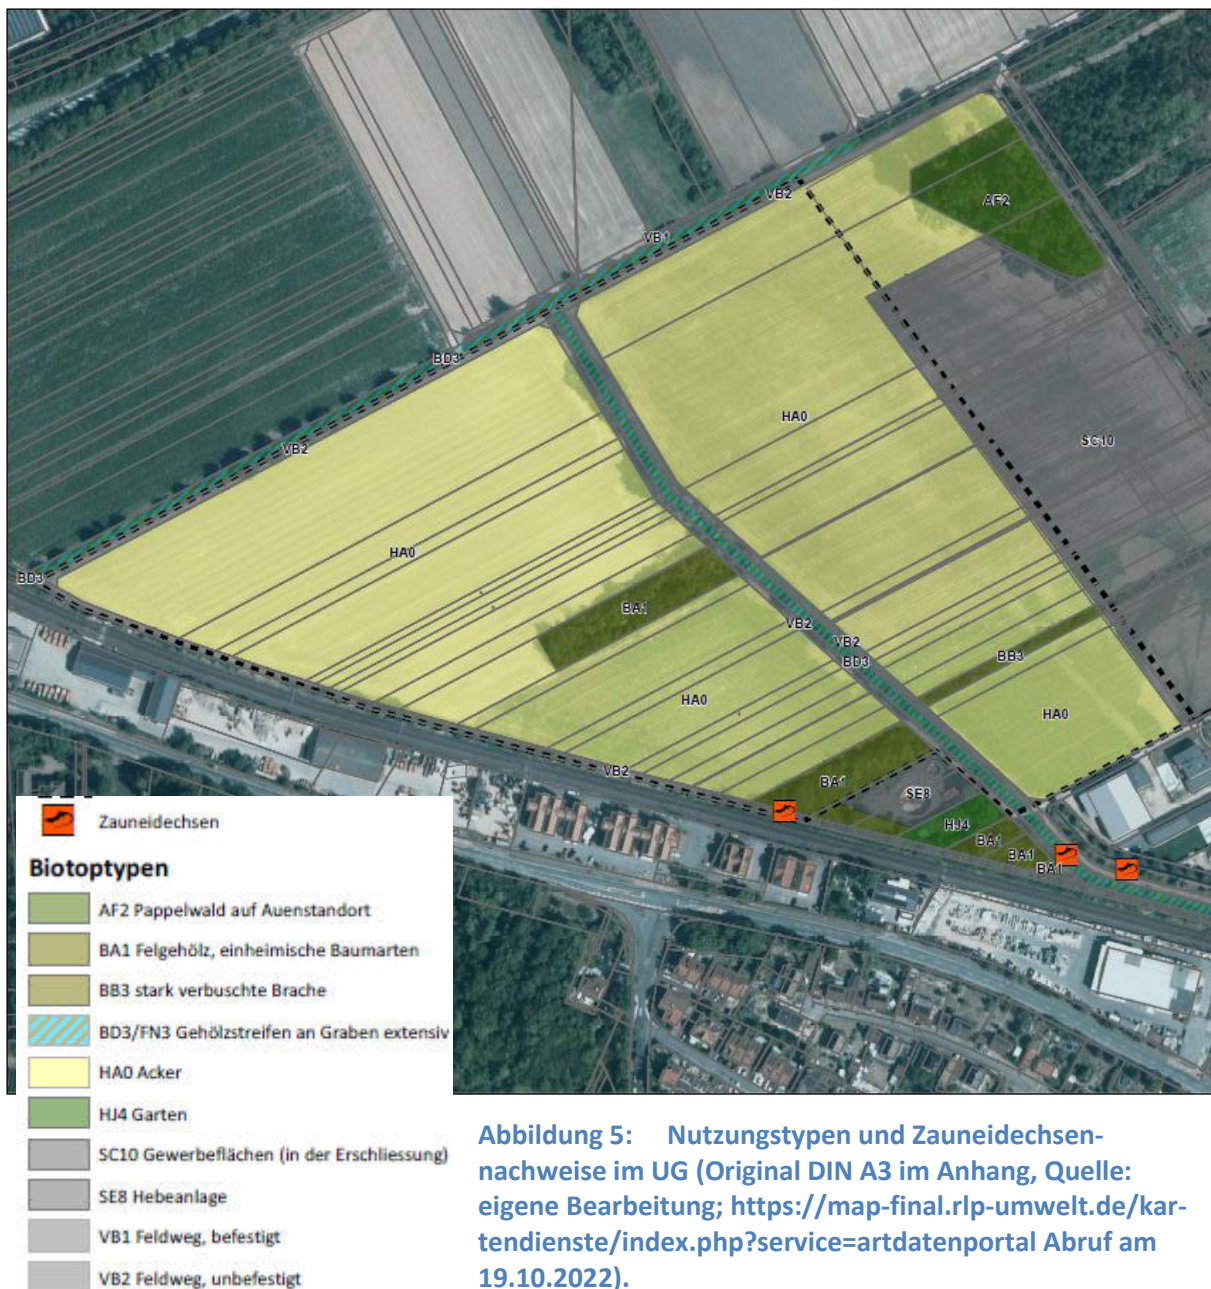 AF2
VB2
VB1
BD3
HA0
VB2
SC10
HA0
BD3
BA1
VB2
VB2
BD3
BB3
HA0
HA0
VB2
BA1
SE8
HJ4
BA1
BA1
BA1
Zauneidechsen
Biotoptypen
AF2 Pappelwald auf Auenstandort
BA1 Felgehölz, einheimische Baumarten
BB3 stark verbuschte Brache
BD3/FN3 Gehölzstreifen an Graben extensiv
HA0 Acker
HJ4 Garten
SC10 Gewerbeflächen (in der Erschliessung)
SE8 Hebeanlage
VB1 Feldweg, befestigt
VB2 Feldweg, unbefestigt
Abbildung 5: Nutzungstypen und Zauneidechsen-
nachweise im UG (Original DIN A3 im Anhang, Quelle:
eigene Bearbeitung; https://map-final.rlp-umwelt.de/kar-
tendienste/index.php?service=artdatenportal Abruf am
19.10.2022).